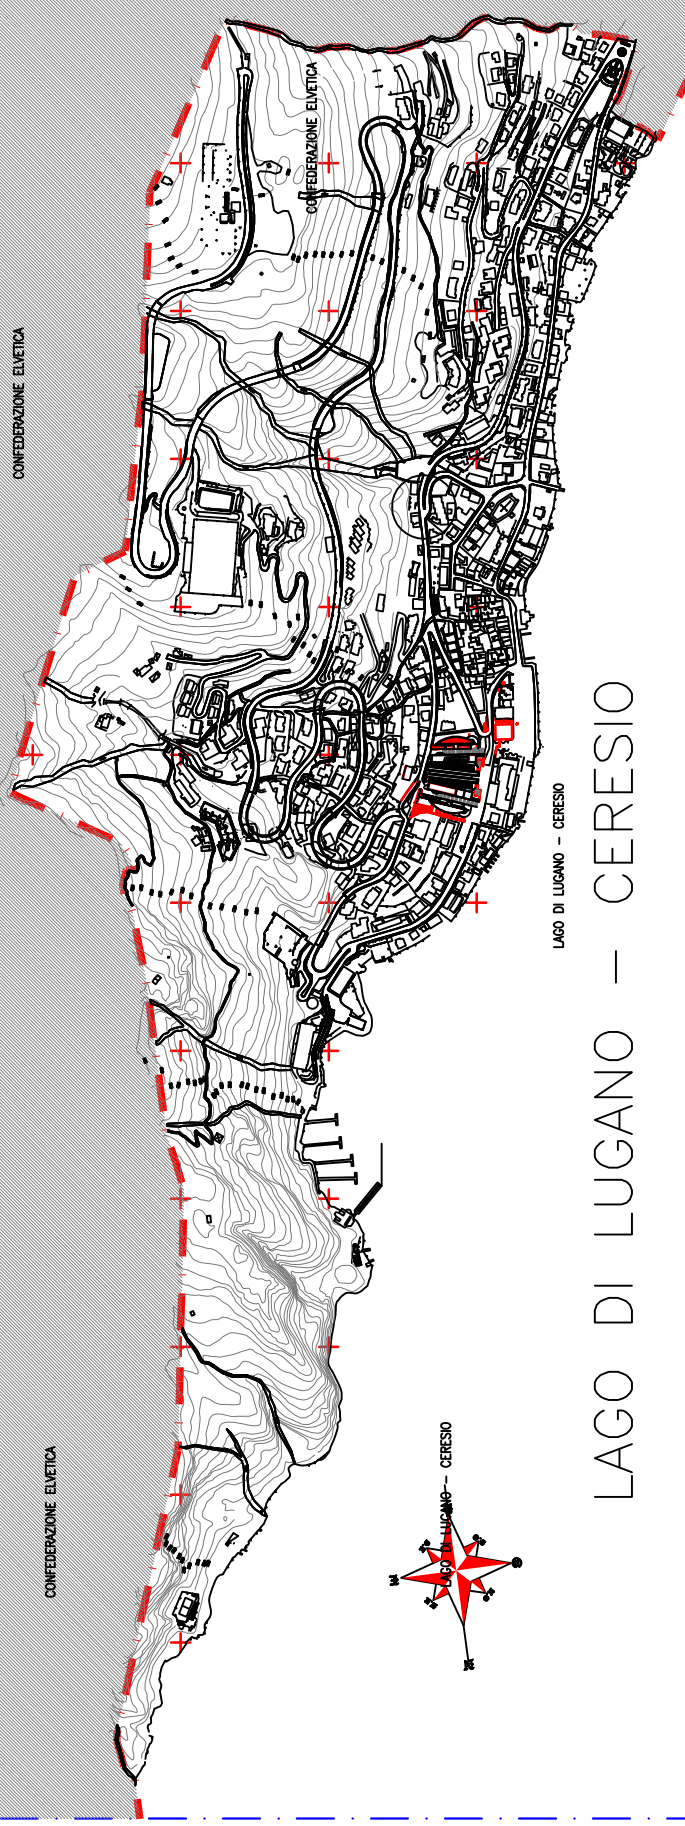 CONFEDERAZIONE ELVETICA
CONFEDERAZIONE ELVETICA
CONFEDERAZIONE ELVETICA
LAGO DI LUGANO - CERESIO
LAGO DI LUGANO - CERESIO
LAGO DI LUGANO - CERESIO
N